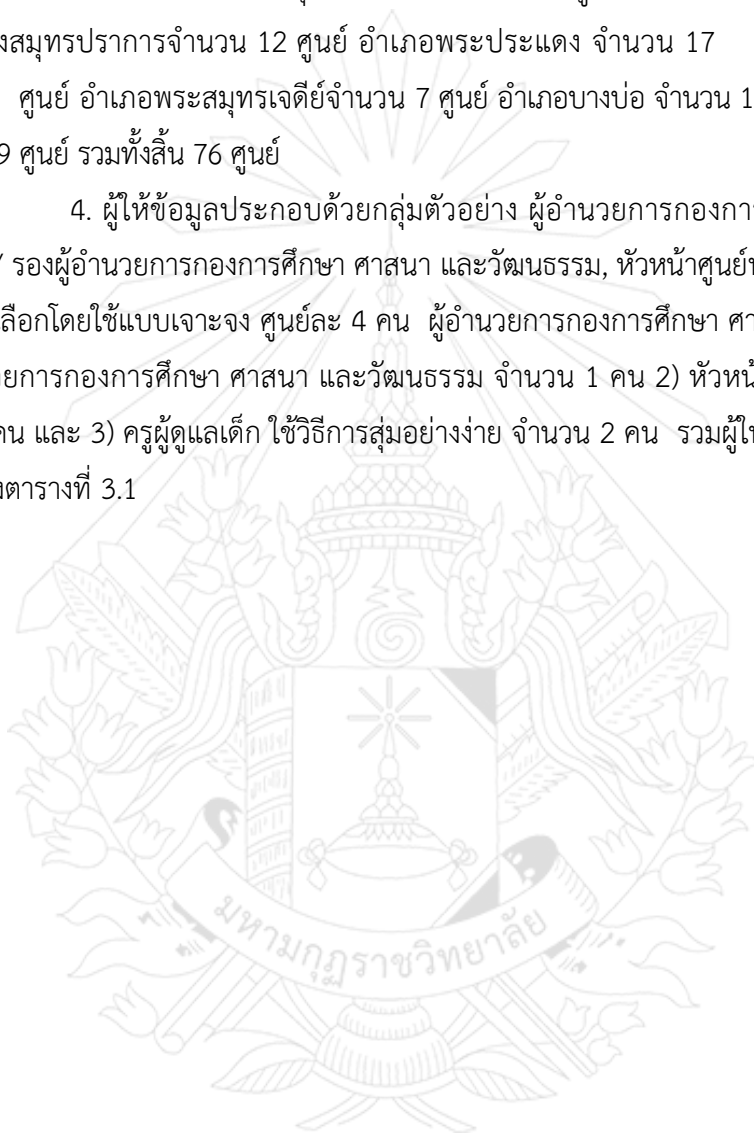 งสมุทรปราการจำนวน 12 ศูนย์ อำเภอพระประแดง จำนวน 17
ศูนย์ อำเภอพระสมุทรเจดีย์จำนวน 7 ศูนย์ อำเภอบางบ่อ จำนวน 1
9 ศูนย์ รวมทั้งสิ้น 76 ศูนย์
4. ผู้ให้ข้อมูลประกอบด้วยกลุ่มตัวอย่าง ผู้อำนวยการกองการ
/ รองผู้อำนวยการกองการศึกษา ศาสนา และวัฒนธรรม, หัวหน้าศูนย์
ลือกโดยใช้แบบเจาะจง ศูนย์ละ 4 คน ผู้อำนวยการกองการศึกษา ศา
ยการกองการศึกษา ศาสนา และวัฒนธรรม จำนวน 1 คน 2) หัวหน้
คน และ 3) ครูผู้ดูแลเด็ก ใช้วิธีการสุ่มอย่างง่าย จำนวน 2 คน รวมผู้ให้
งตารางที่ 3.1
มหามกุฏราชวิทยาลัย